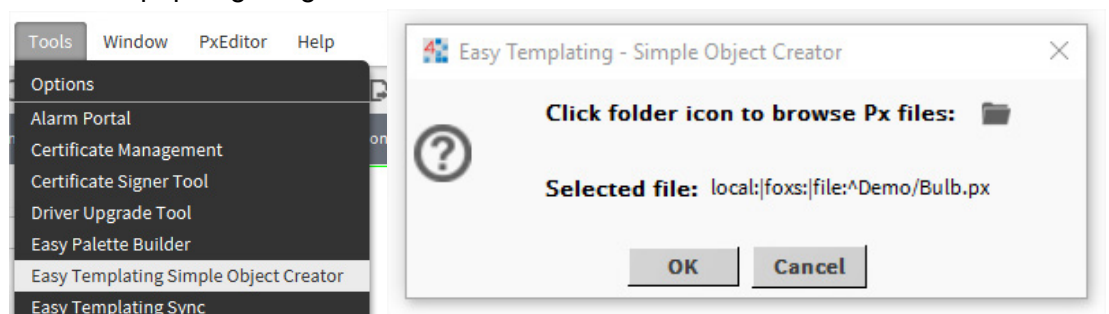 Tools Window PxEditor Help
Options
Alarm Portal
Certificate Management
Certificate Signer Tool
Driver Upgrade Tool
Easy Palette Builder
Easy Templating Simple Object Creator
Easy Templating Sync
Easy Templating - Simple Object Creator
Click folder icon to browse Px files:
Selected file: local:|foxs:|file:^Demo/Bulb.px
OK Cancel